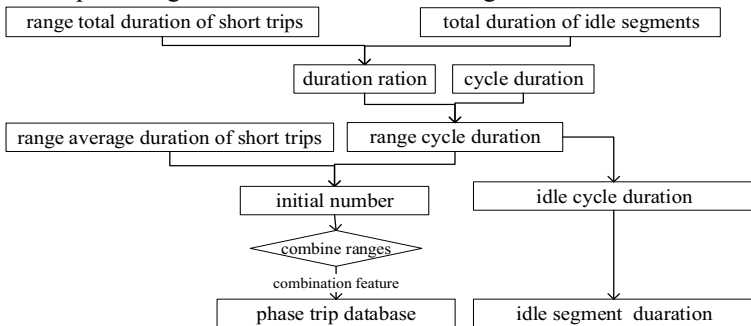 range total duration of short trips
total duration of idle segments
duration ration
cycle duration
range average duration of short trips
range cycle duration
initial number
idle cycle duration
combine ranges
combination feature
phase trip database
idle segment duaration